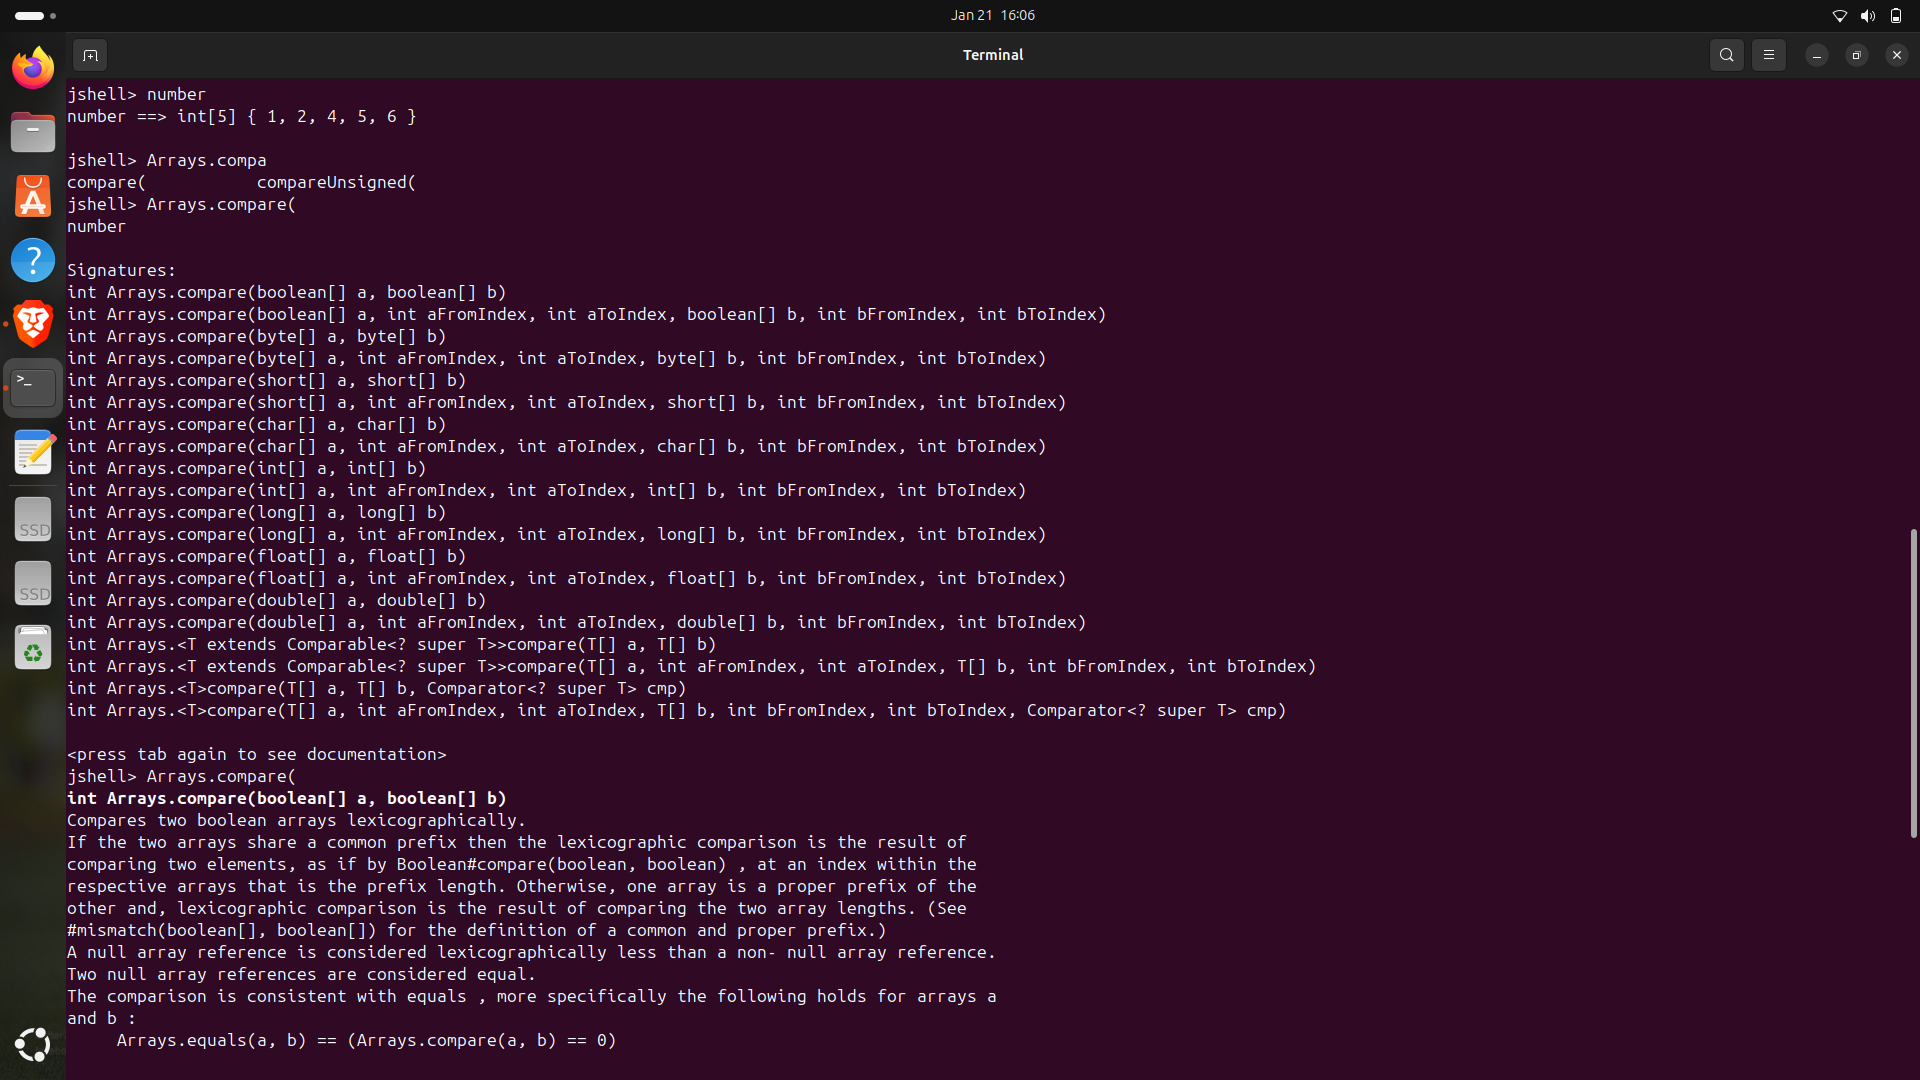 Jan 21 16:06
Terminal
jshell> number
number ==> int[5] { 1, 2, 4, 5, 6 }
jshell> Arrays.compa
compare( compareUnsigned(
jshell> Arrays.compare(
number
Signatures:
int Arrays.compare(boolean[] a, boolean[] b)
int Arrays.compare(boolean[] a, int aFromIndex, int aToIndex, boolean[] b, int bFromIndex, int bToIndex)
int Arrays.compare(byte[] a, byte[] b)
int Arrays.compare(byte[] a, int aFromIndex, int aToIndex, byte[] b, int bFromIndex, int bToIndex)
int Arrays.compare(short[] a, short[] b)
int Arrays.compare(short[] a, int aFromIndex, int aToIndex, short[] b, int bFromIndex, int bToIndex)
int Arrays.compare(char[] a, char[] b)
int Arrays.compare(char[] a, int aFromIndex, int aToIndex, char[] b, int bFromIndex, int bToIndex)
int Arrays.compare(int[] a, int[] b)
int Arrays.compare(int[] a, int aFromIndex, int aToIndex, int[] b, int bFromIndex, int bToIndex)
int Arrays.compare(long[] a, long[] b)
int Arrays.compare(long[] a, int aFromIndex, int aToIndex, long[] b, int bFromIndex, int bToIndex)
int Arrays.compare(float[] a, float[] b)
int Arrays.compare(float[] a, int aFromIndex, int aToIndex, float[] b, int bFromIndex, int bToIndex)
int Arrays.compare(double[] a, double[] b)
int Arrays.compare(double[] a, int aFromIndex, int aToIndex, double[] b, int bFromIndex, int bToIndex)
int Arrays.<T extends Comparable<? super T>>compare(T[] a, T[] b)
int Arrays.<T extends Comparable<? super T>>compare(T[] a, int aFromIndex, int aToIndex, T[] b, int bFromIndex, int bToIndex)
int Arrays.<T>compare(T[] a, T[] b, Comparator<? super T> cmp)
int Arrays.<T>compare(T[] a, int aFromIndex, int aToIndex, T[] b, int bFromIndex, int bToIndex, Comparator<? super T> cmp)
<press tab again to see documentation>
jshell> Arrays.compare(
int Arrays.compare(boolean[] a, boolean[] b)
Compares two boolean arrays lexicographically.
If the two arrays share a common prefix then the lexicographic comparison is the result of
comparing two elements, as if by Boolean#compare(boolean, boolean) , at an index within the
respective arrays that is the prefix length. Otherwise, one array is a proper prefix of the
other and, lexicographic comparison is the result of comparing the two array lengths. (See
#mismatch(boolean[], boolean[]) for the definition of a common and proper prefix.)
A null array reference is considered lexicographically less than a non- null array reference.
Two null array references are considered equal.
The comparison is consistent with equals , more specifically the following holds for arrays a
and b :
Arrays.equals(a, b) == (Arrays.compare(a, b) == 0)
SSD
SSD